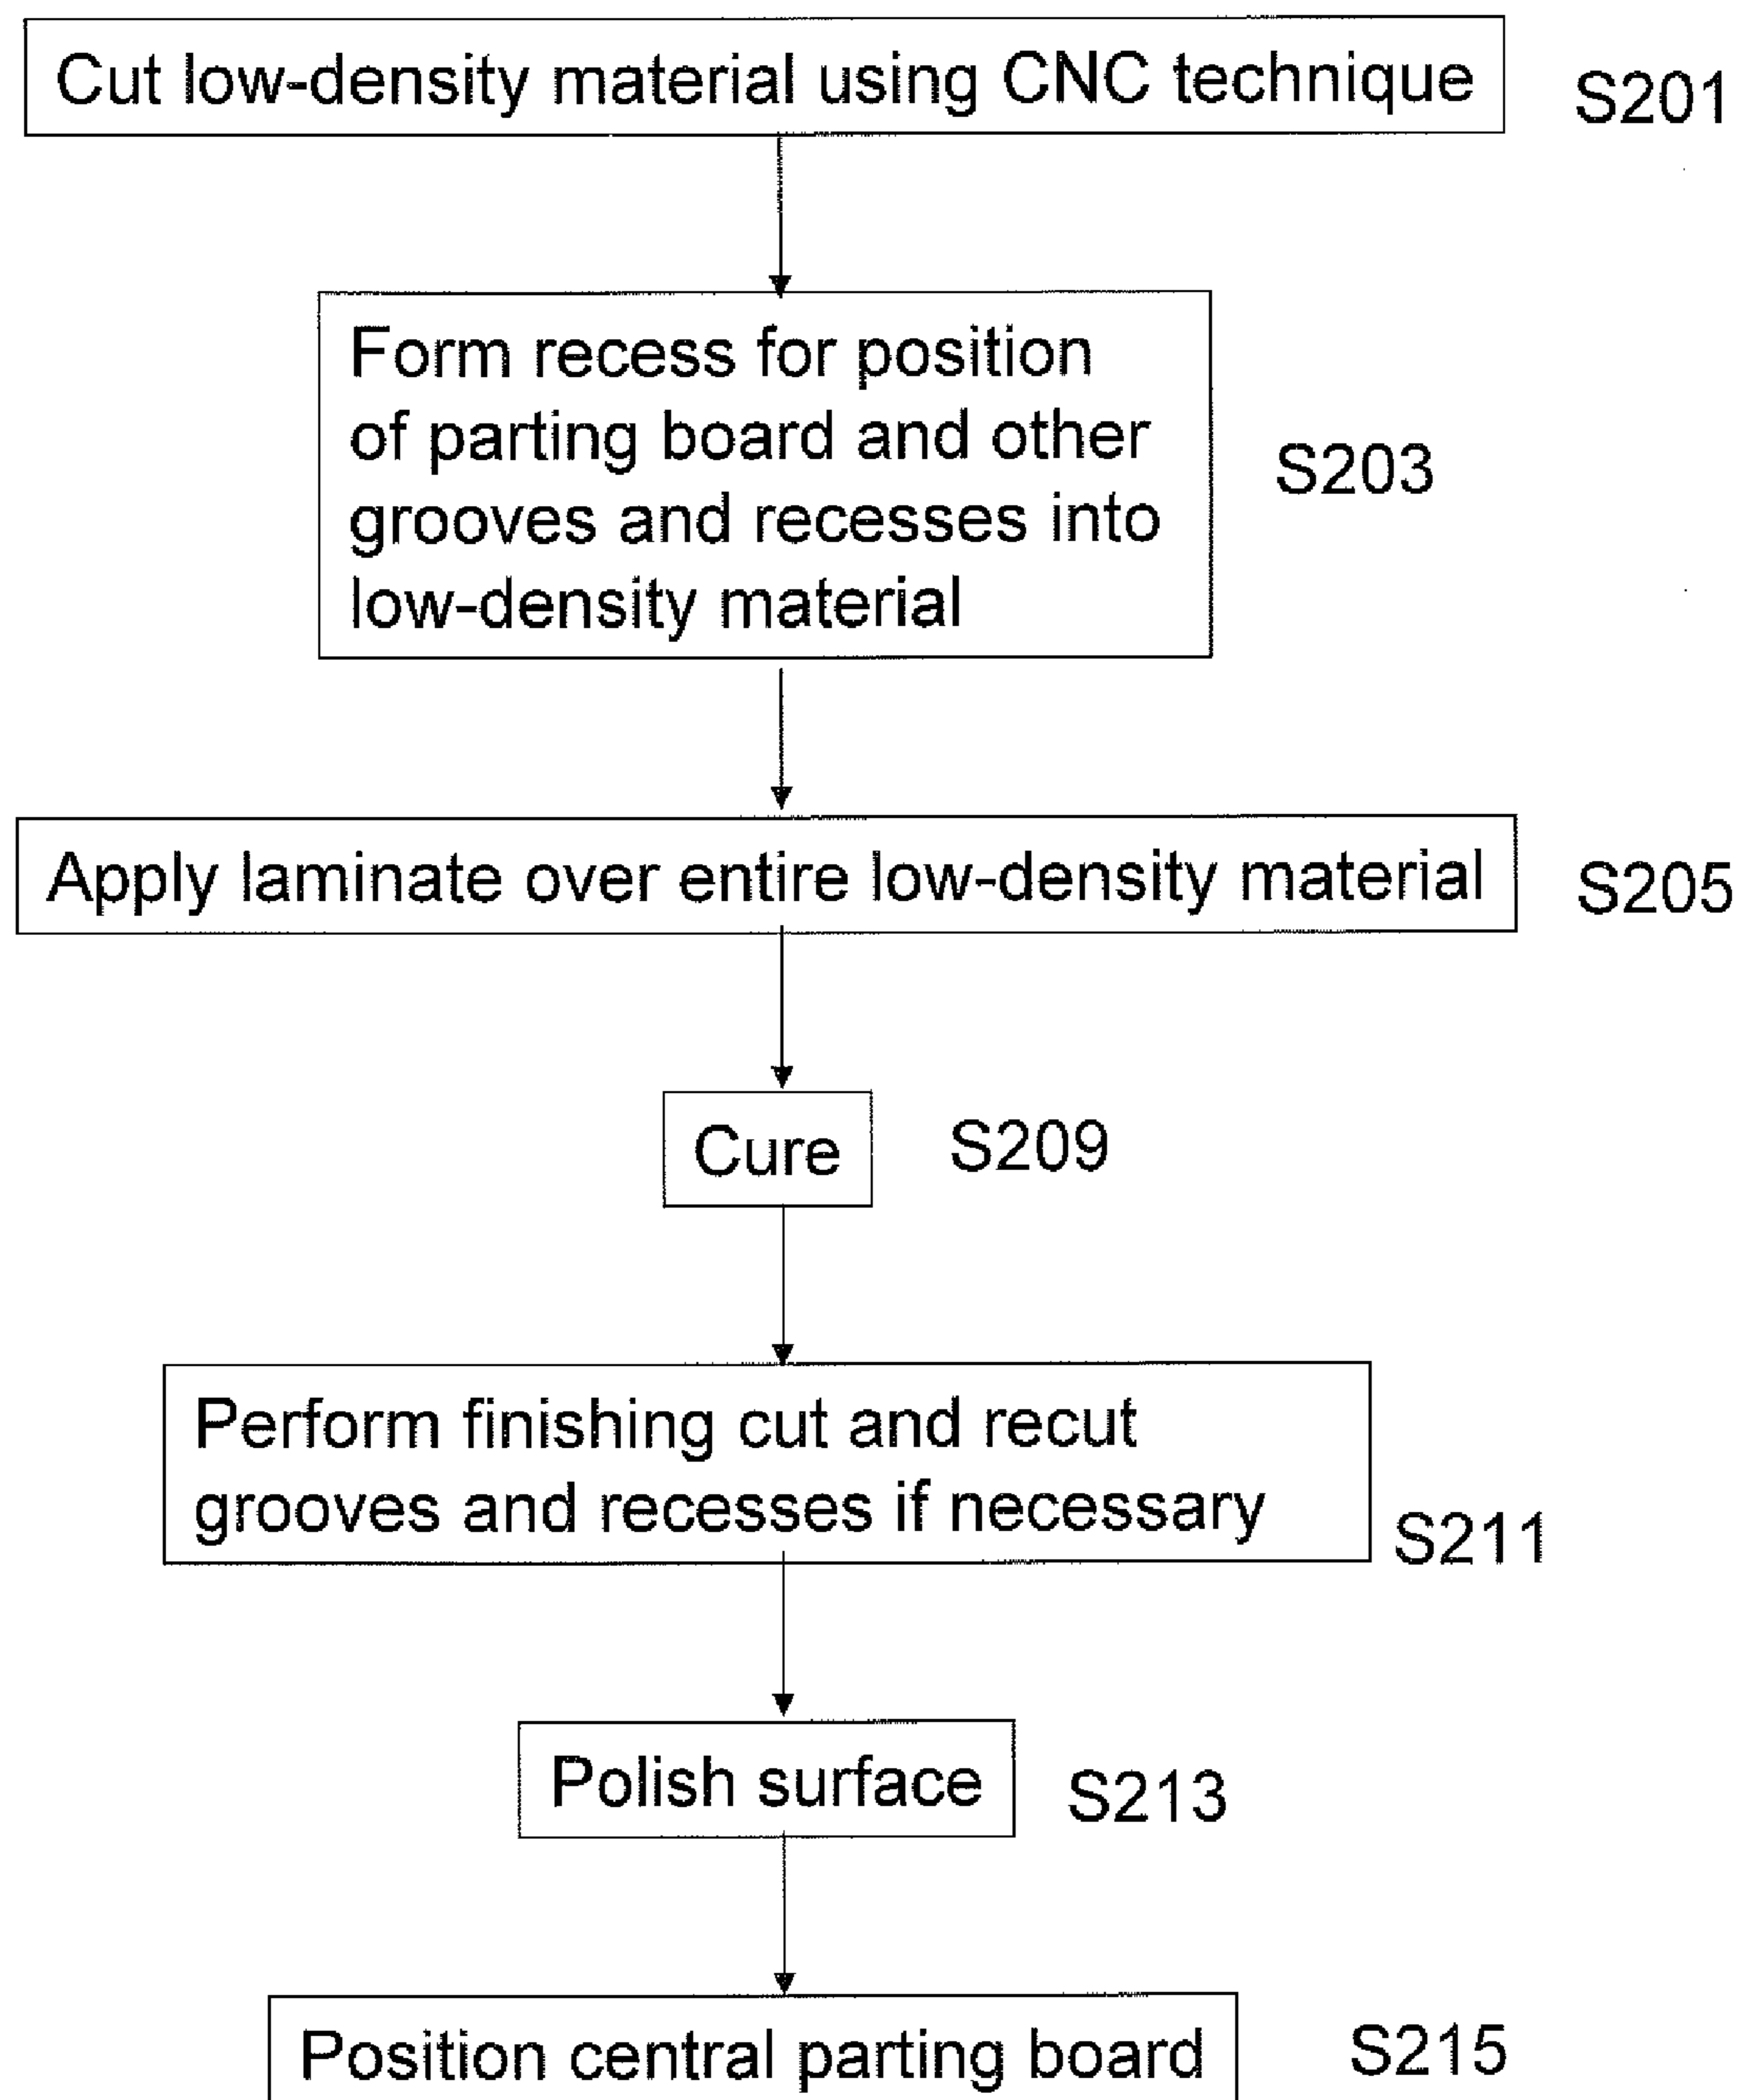 Cut low-density material using CNC technique
S201
Form recess for position
of parting board and other
grooves and recesses into
low-density material
S203
Apply laminate over entire low-density material
S205
Cure
S209
Perform finishing cut and recut
grooves and recesses if necessary
S211
Polish surface
S213
Position central parting board
S215